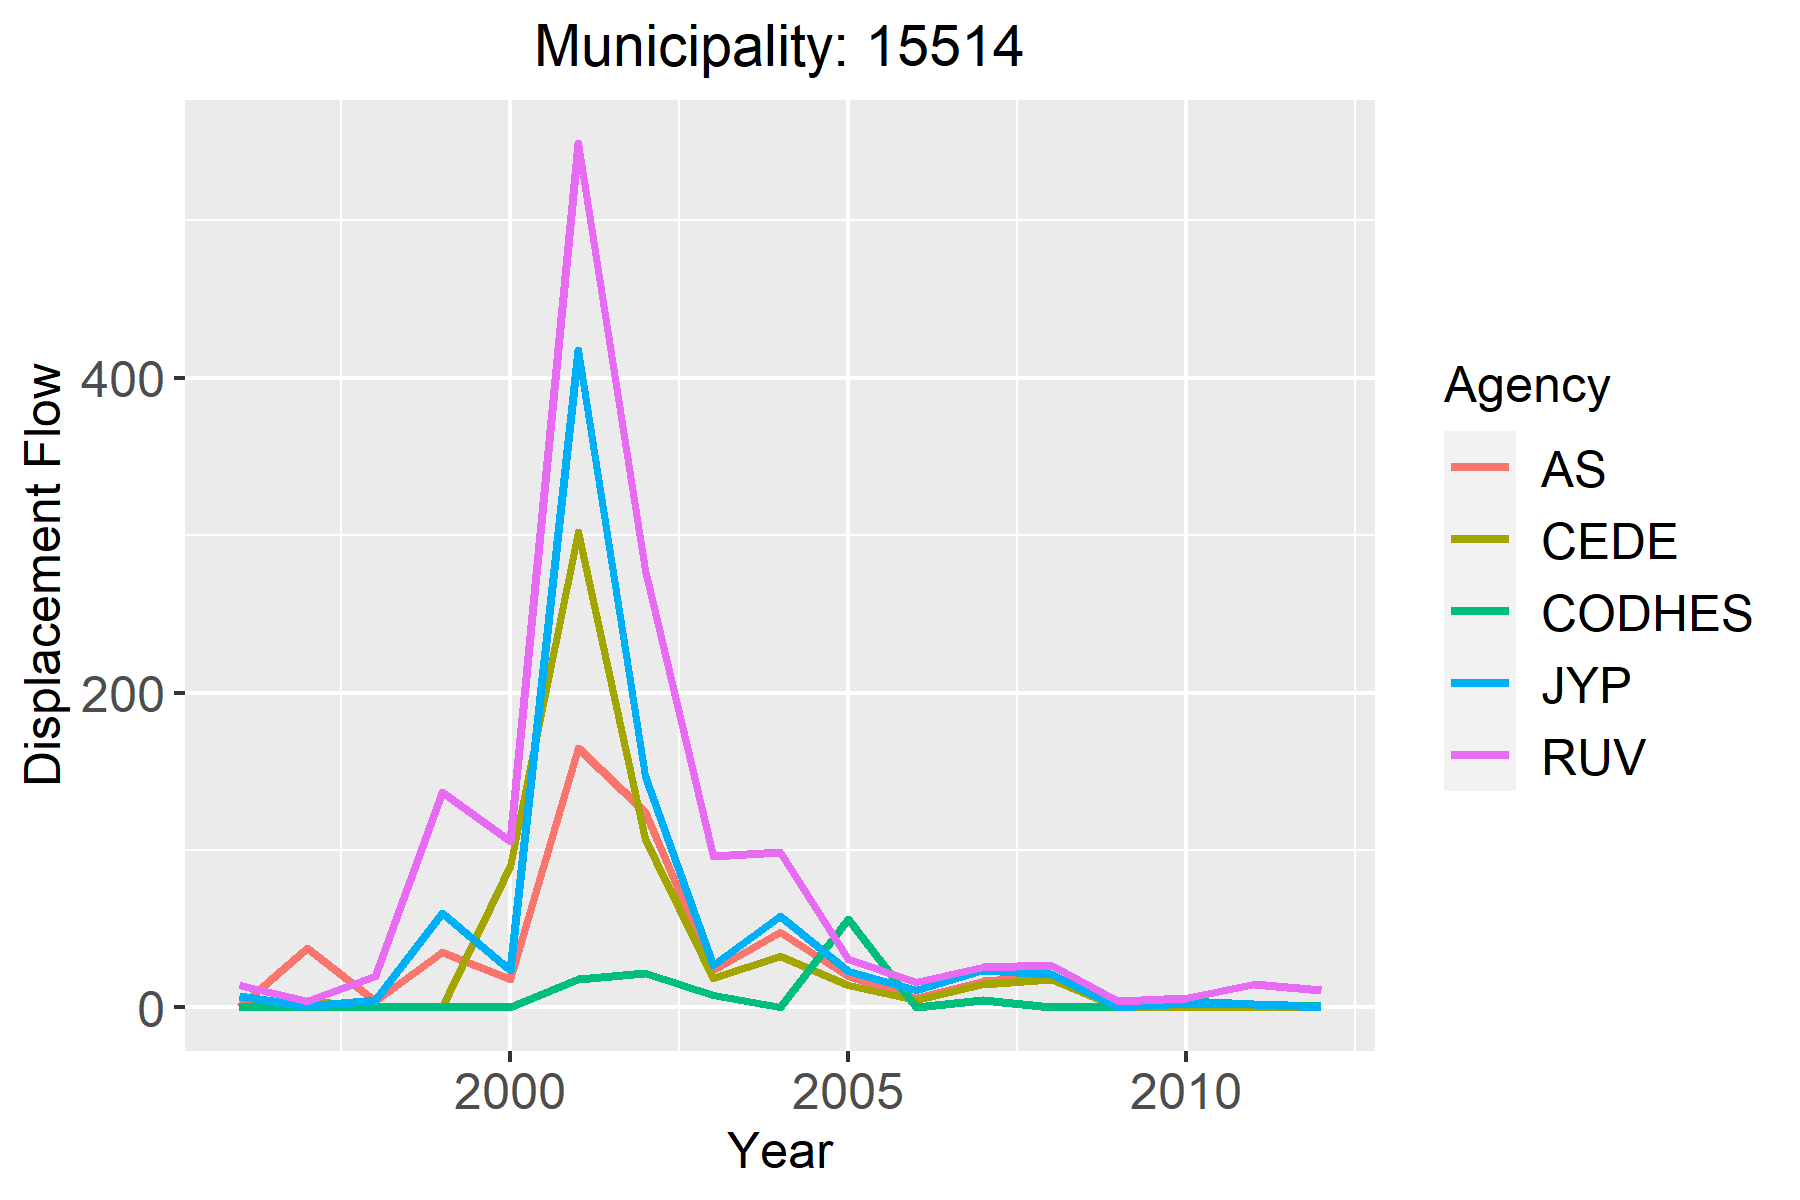 Municipality: 15514
Displacement Flow
400
200
0
2000
2005
2010
Year
Agency
AS
CEDE
CODHES
JYP
RUV